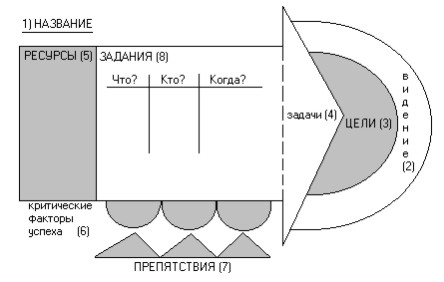 1) НАЗВАНИЕ
РЕСУРСЫ (5) ЗАДАНИЯ (8)
Что? Кто? Когда?
задачи (4) ЦЕЛИ (3)
видение (2)
критические
факторы
успеха (6)
ПРЕПЯТСТВИЯ (7)